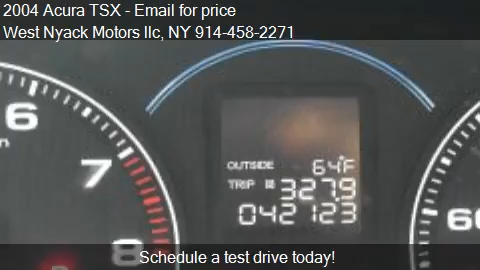 2004 Acura TSX - Email for price
West Nyack Motors llc, NY 914-458-2271
6
7
8
OUTSIDE 64°F
TRIP 327.9
042123
60
Schedule a test drive today!